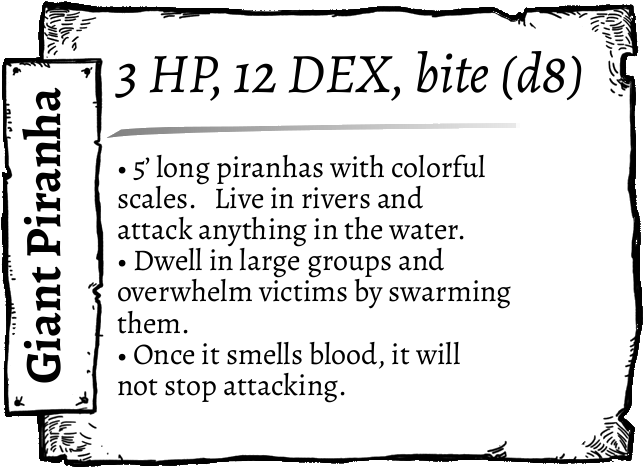 Giant Piranha
3 HP, 12 DEX, bite (d8)
• 5’ long piranhas with colorful
scales.   Live in rivers and
attack anything in the water.
• Dwell in large groups and
overwhelm victims by swarming
them.
• Once it smells blood, it will
not stop attacking.